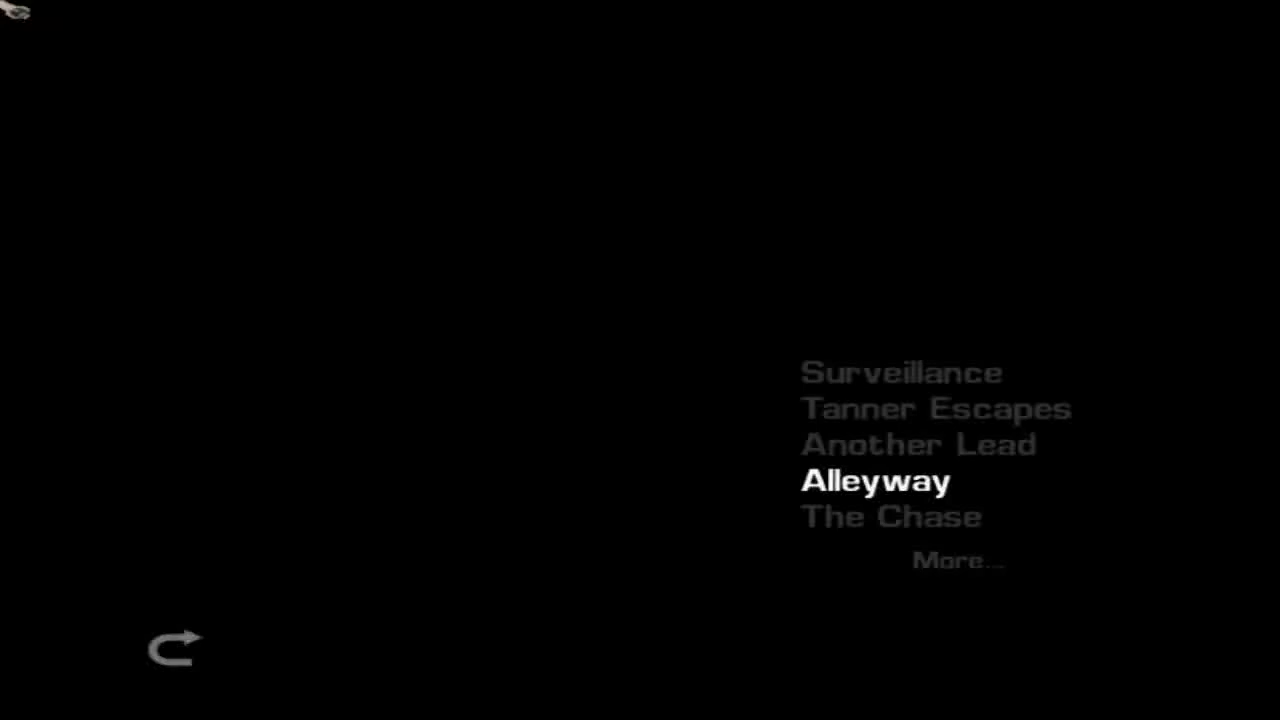 Surveillance
Tanner Escapes
Another Lead
Alleyway
The Chase
More...